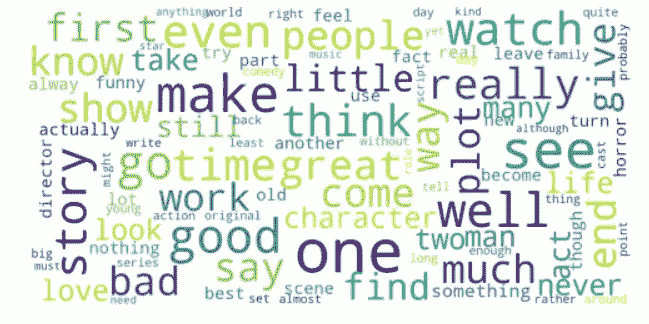 anything world right feel day kind quite
first even people watch
star music yet
know take try part fact real leave family give probably
alway funny comedy
make little really
show use script many
still think way plot new although turn
actually back see cast horror
director write least another without
story might go time great become
work old come tell life thing
lot young action original character well
look good one two man act though end point
nothing long enough
big series say much never
must bad find something rather around
love need best set almost scene